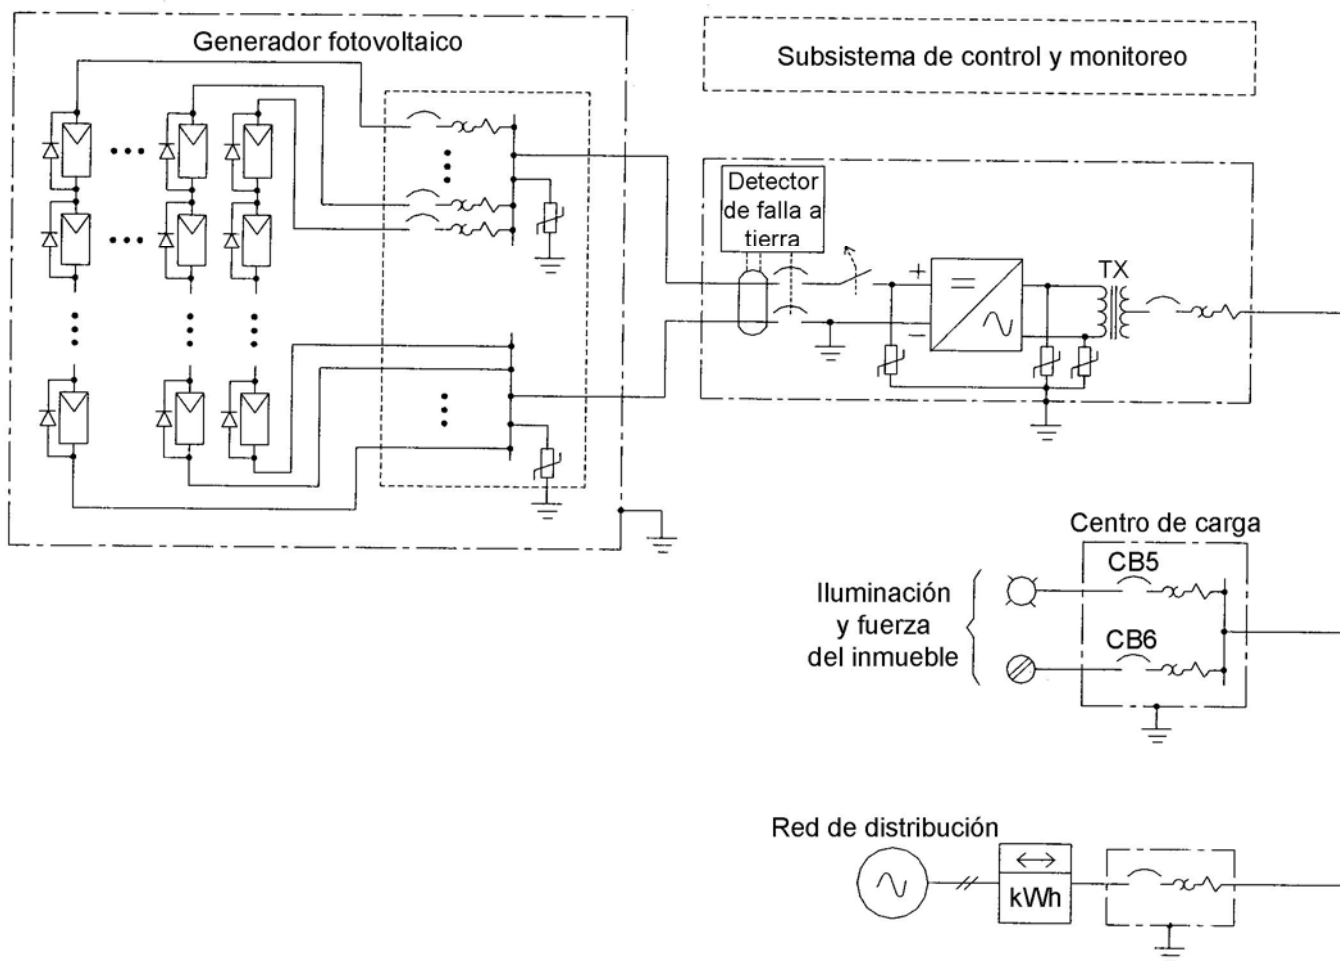 Generador fotovoltaico
Subsistema de control y monitoreo
Detector
de falla a
tierra
+
−
TX
Centro de carga
CB5
Iluminación
y fuerza
del inmueble
CB6
Red de distribución
kWh